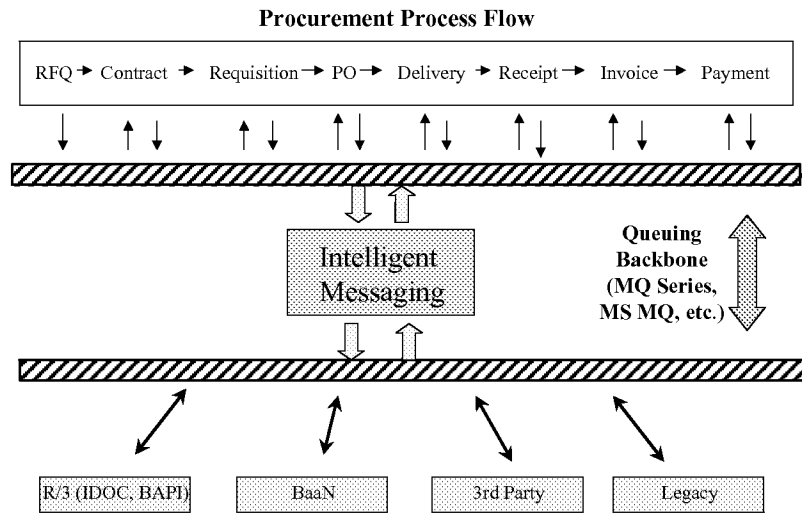 Procurement Process Flow
RFQ Contract Requisition PO Delivery Receipt Invoice Payment
Intelligent
Messaging
Queuing
Backbone
(MQ Series,
MS MQ, etc.)
R/3 (IDOC, BAPI) BaaN 3rd Party Legacy